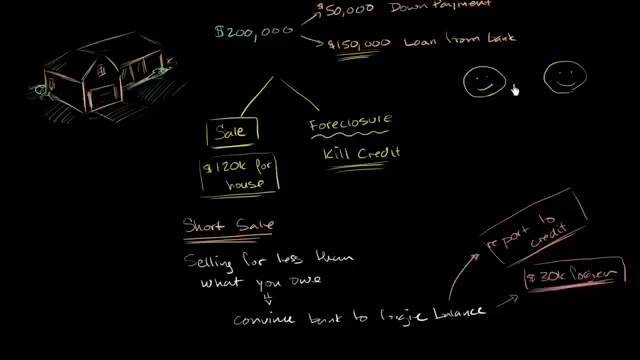 $50,000 Down Payment
$200,000
$150,000 Loan from bank
Sale
Foreclosure
$120k for
house
Kill Credit
Short Sale
Selling for less than
what you owe
convince bank to forgive balance
report to
credit
$30k forgiven